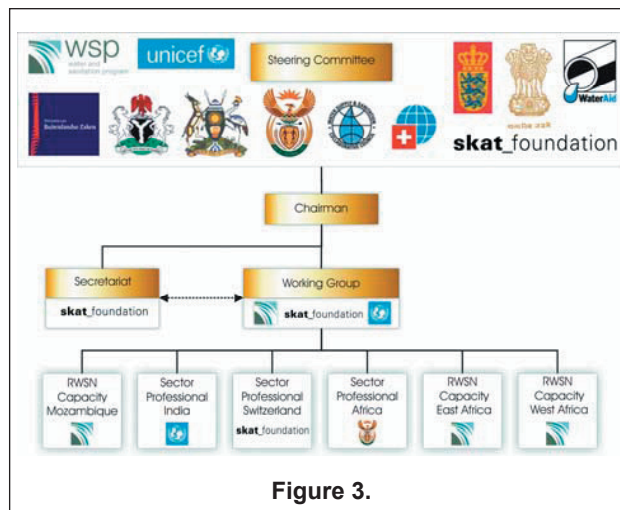 wsp
water and
sanitation program
unicef
Steering Committee
WaterAid
Buitenlandse Zaken
skat_foundation
Chairman
Secretariat
skat_foundation
Working Group
skat_foundation
RWSN
Capacity
Mozambique
Sector
Professional
India
Sector
Professional
Switzerland
skat_foundation
Sector
Professional
Africa
RWSN
Capacity
East Africa
RWSN
Capacity
West Africa
Figure 3.